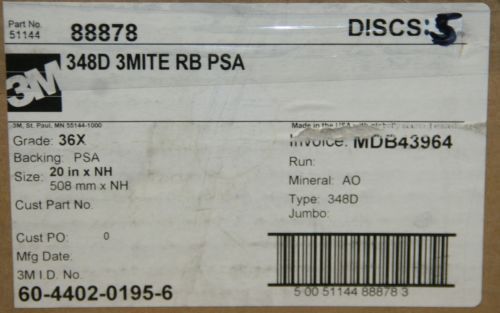 Part No.
51144
88878
DISCS: 5
3M
348D 3MITE RB PSA
3M, St. Paul, MN 55144-1000
Made in the USA with globally
Grade: 36X
Invoice: MDB43964
Backing: PSA
Run:
Size: 20 in x NH
508 mm x NH
Mineral: AO
Cust Part No.
Type: 348D
Jumbo:
Cust PO: 0
Mfg Date:
3M I.D. No.
60-4402-0195-6
5 00 51144 88878 3